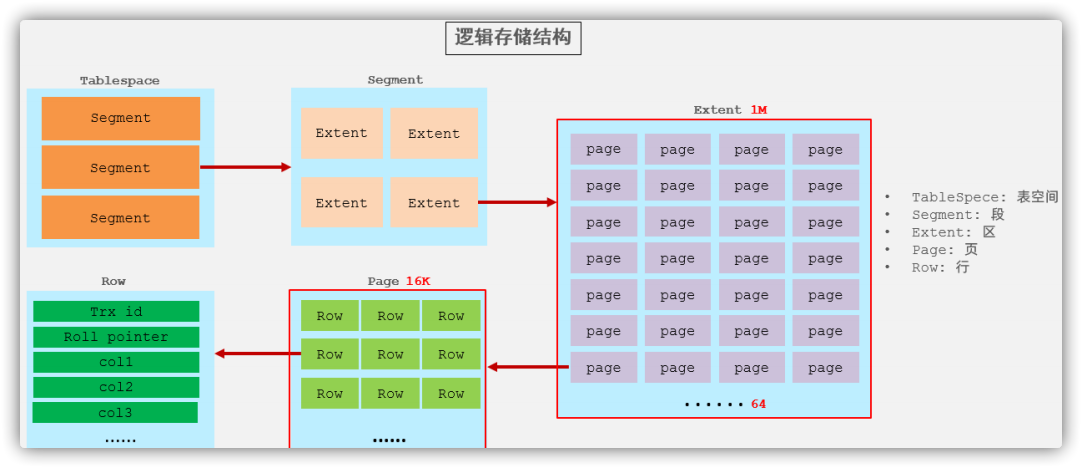 逻辑存储结构
Tablespace
Segment
Segment
Segment
Segment
Extent Extent
Extent Extent
Extent 1M
page page page page
page page page page
page page page page
page page page page
page page page page
page page page page
page page page page
······ 64
• TableSpece: 表空间
• Segment: 段
• Extent: 区
• Page: 页
• Row: 行
Row
Trx id
Roll pointer
col1
col2
col3
······
Page 16K
Row Row Row
Row Row Row
Row Row Row
······